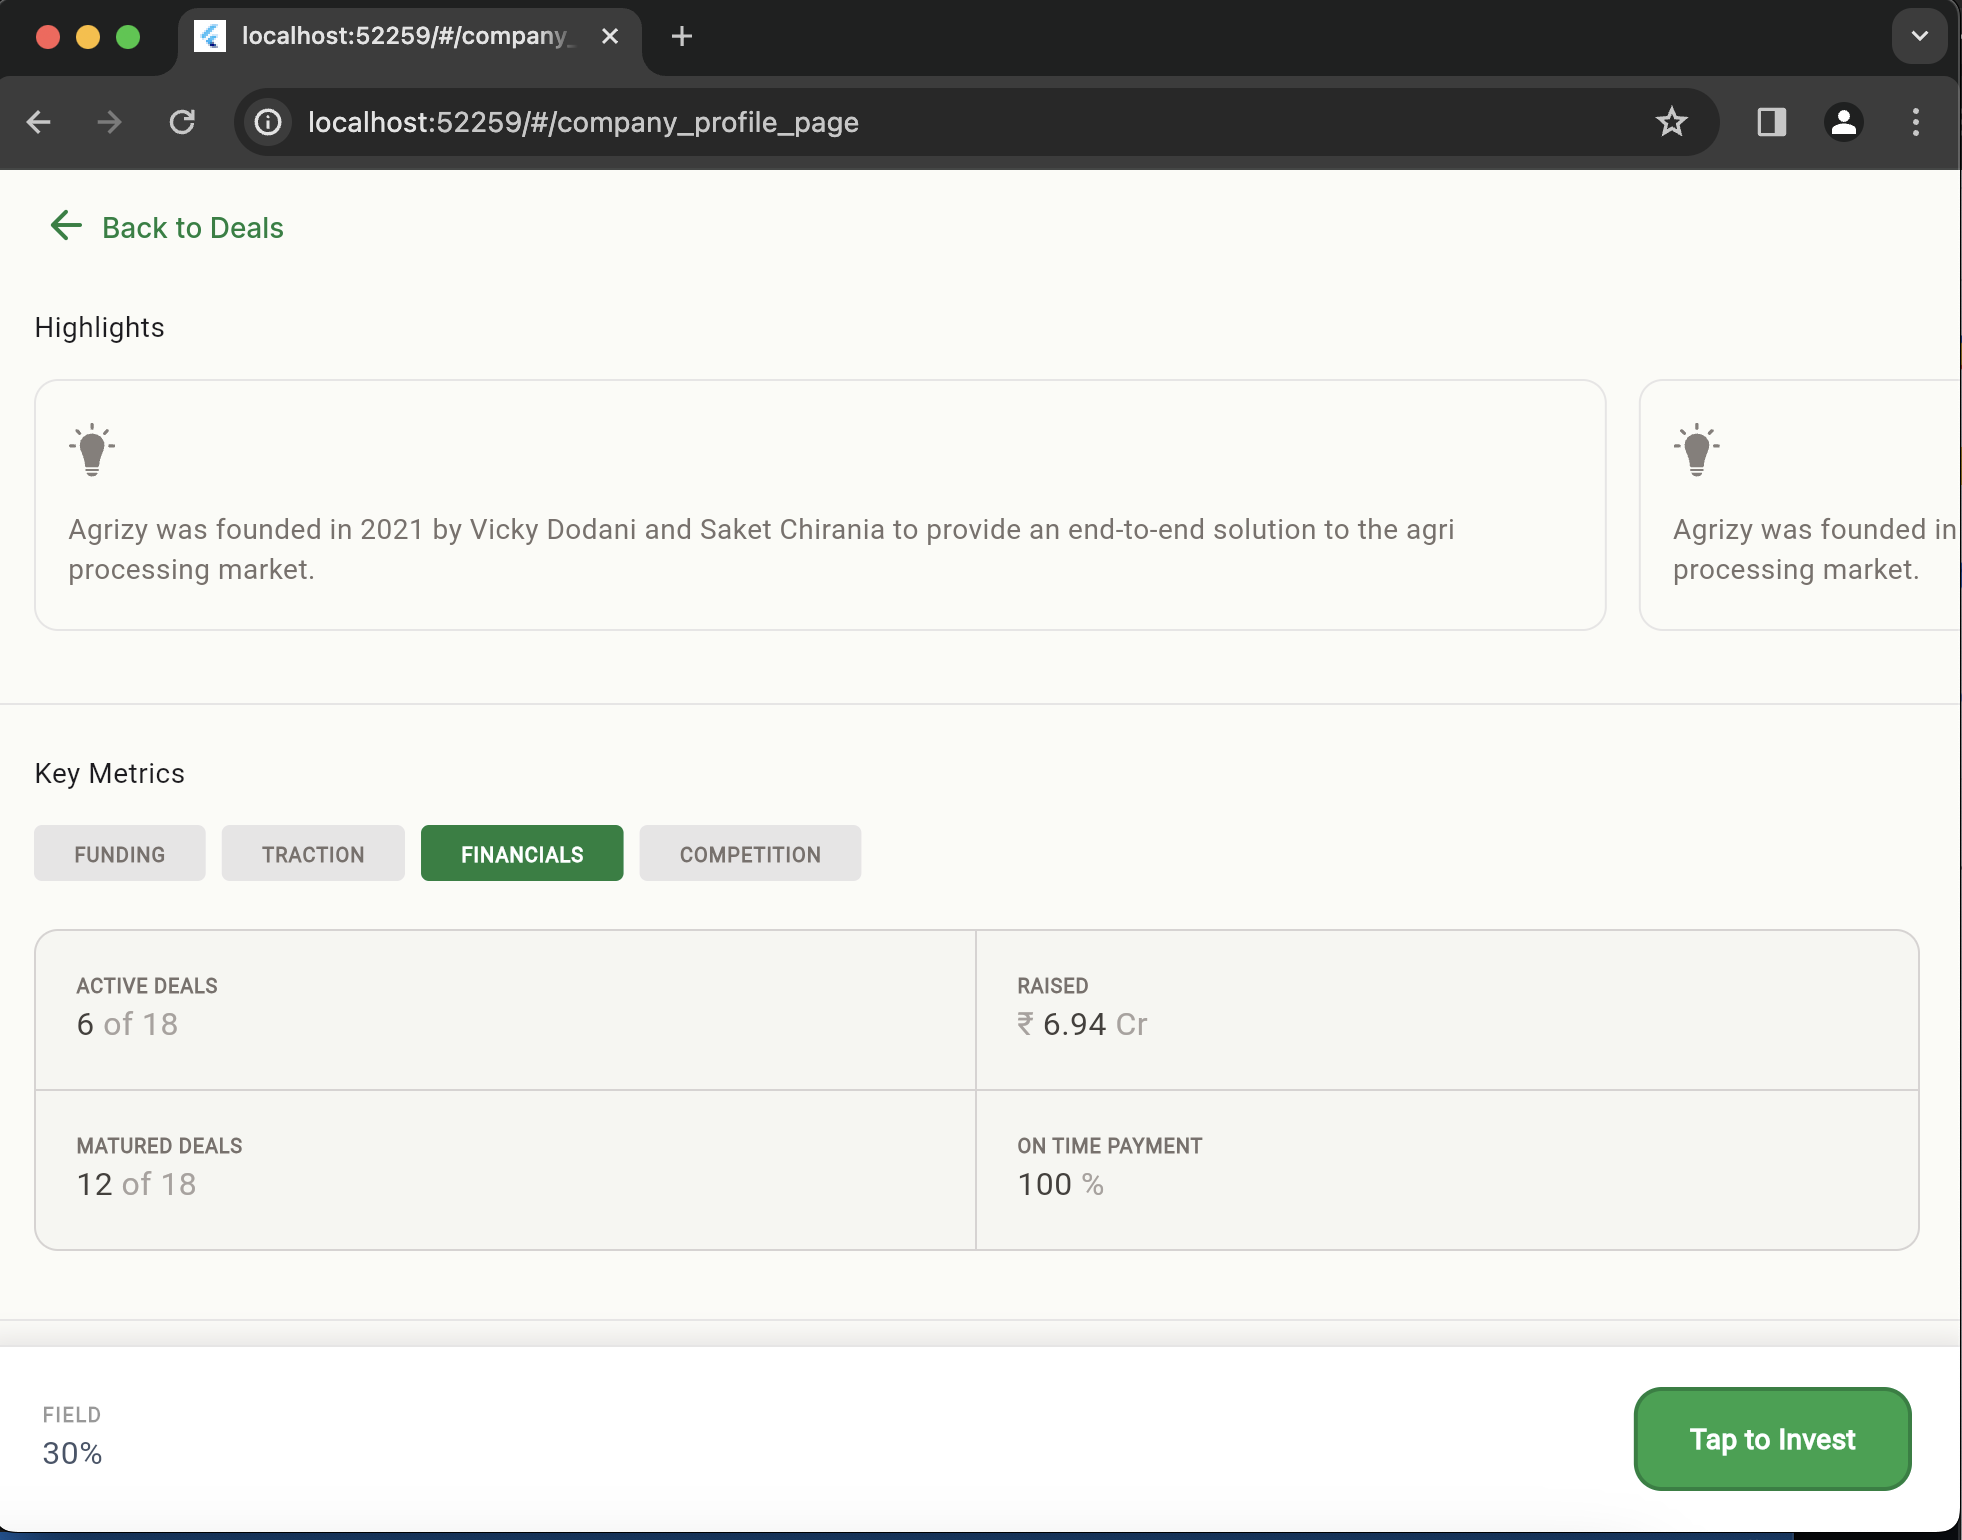 localhost:52259/#/company_
localhost:52259/#/company_profile_page
Back to Deals
Highlights
Agrizy was founded in 2021 by Vicky Dodani and Saket Chirania to provide an end-to-end solution to the agri
processing market.
Agrizy was founded in
processing market.
Key Metrics
FUNDING
TRACTION
FINANCIALS
COMPETITION
ACTIVE DEALS
6 of 18
RAISED
₹ 6.94 Cr
MATURED DEALS
12 of 18
ON TIME PAYMENT
100 %
FIELD
30%
Tap to Invest